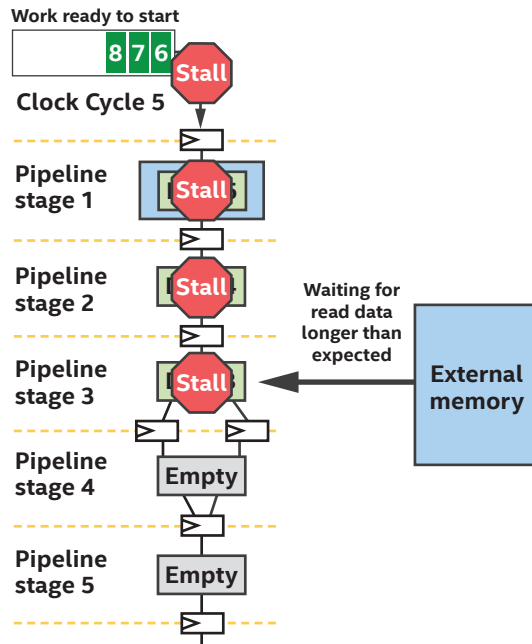 Work ready to start
8 7 6
Stall
Clock Cycle 5
Pipeline
stage 1
Stall
Pipeline
stage 2
Stall
Waiting for
read data
longer than
expected
Pipeline
stage 3
Stall
External
memory
Pipeline
stage 4
Empty
Pipeline
stage 5
Empty